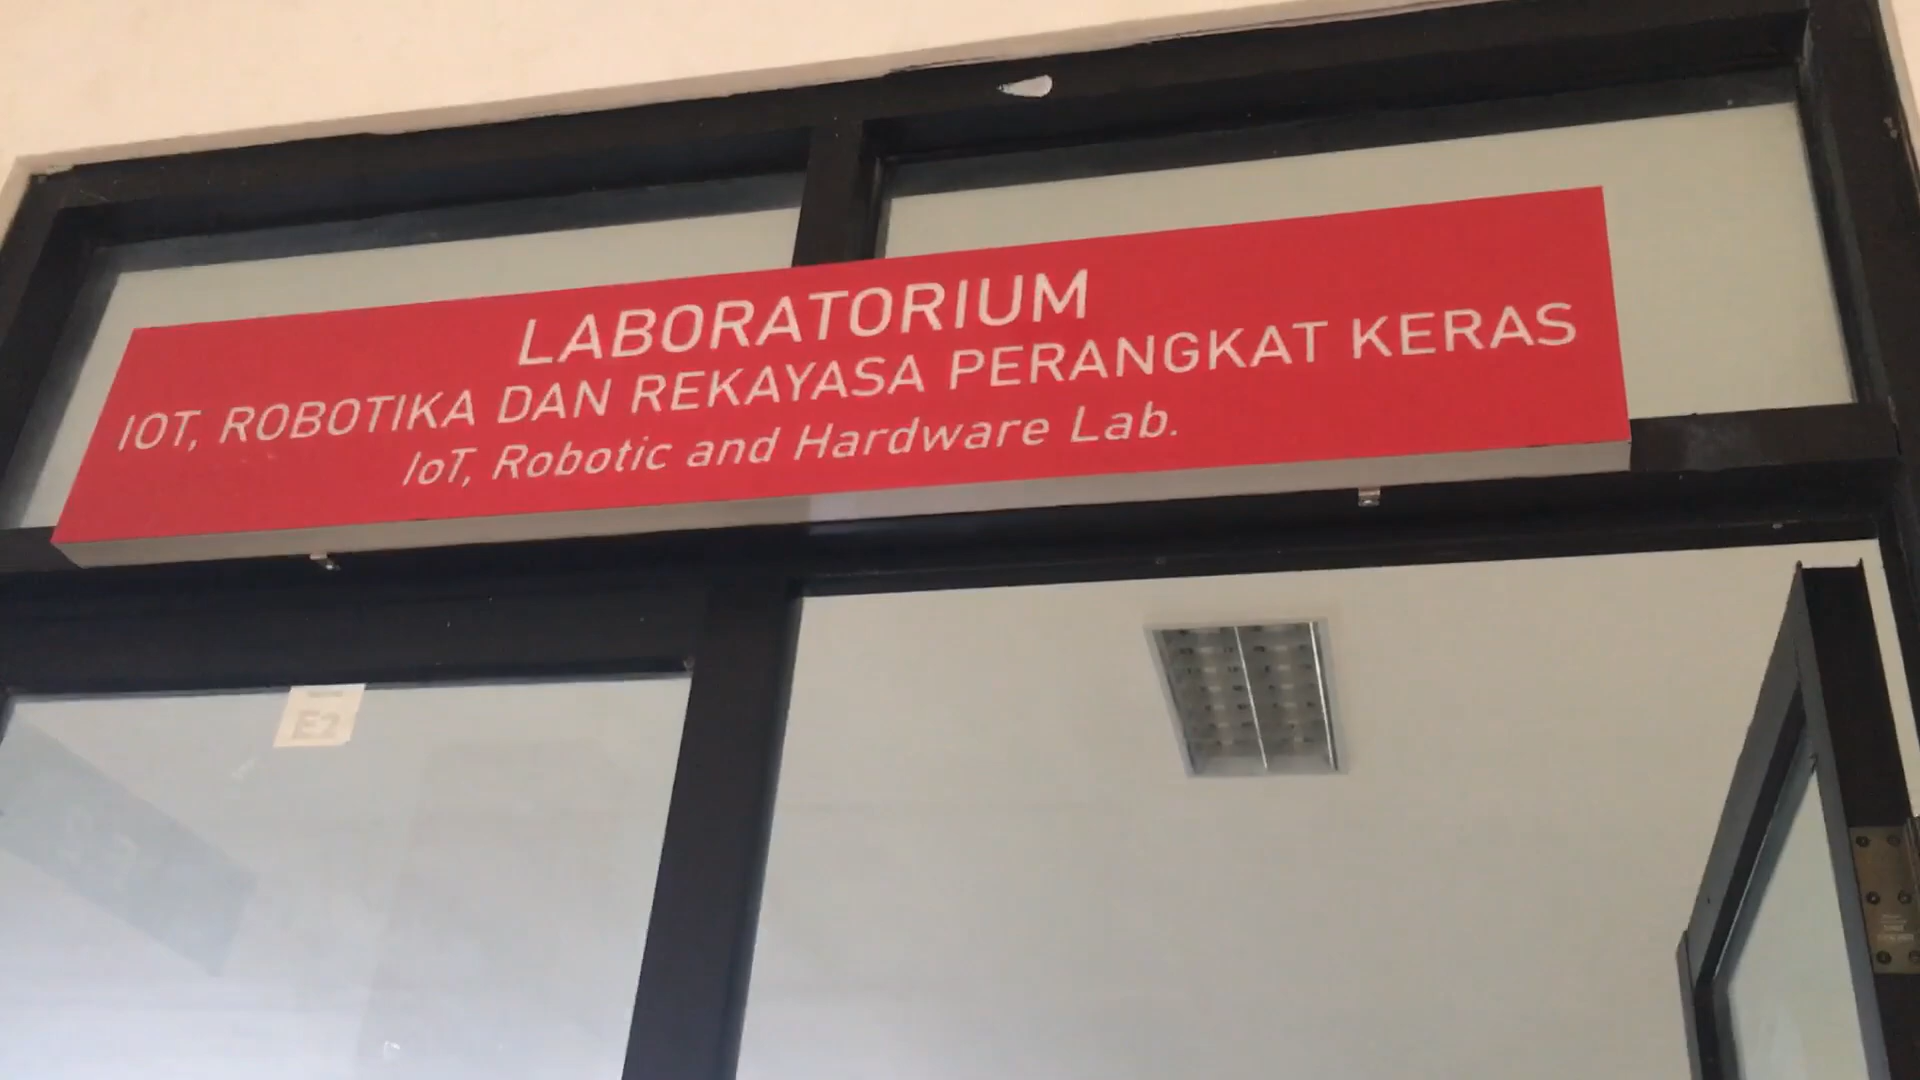 LABORATORIUM
IOT, ROBOTIKA DAN REKAYASA PERANGKAT KERAS
IoT, Robotic and Hardware Lab.
E2